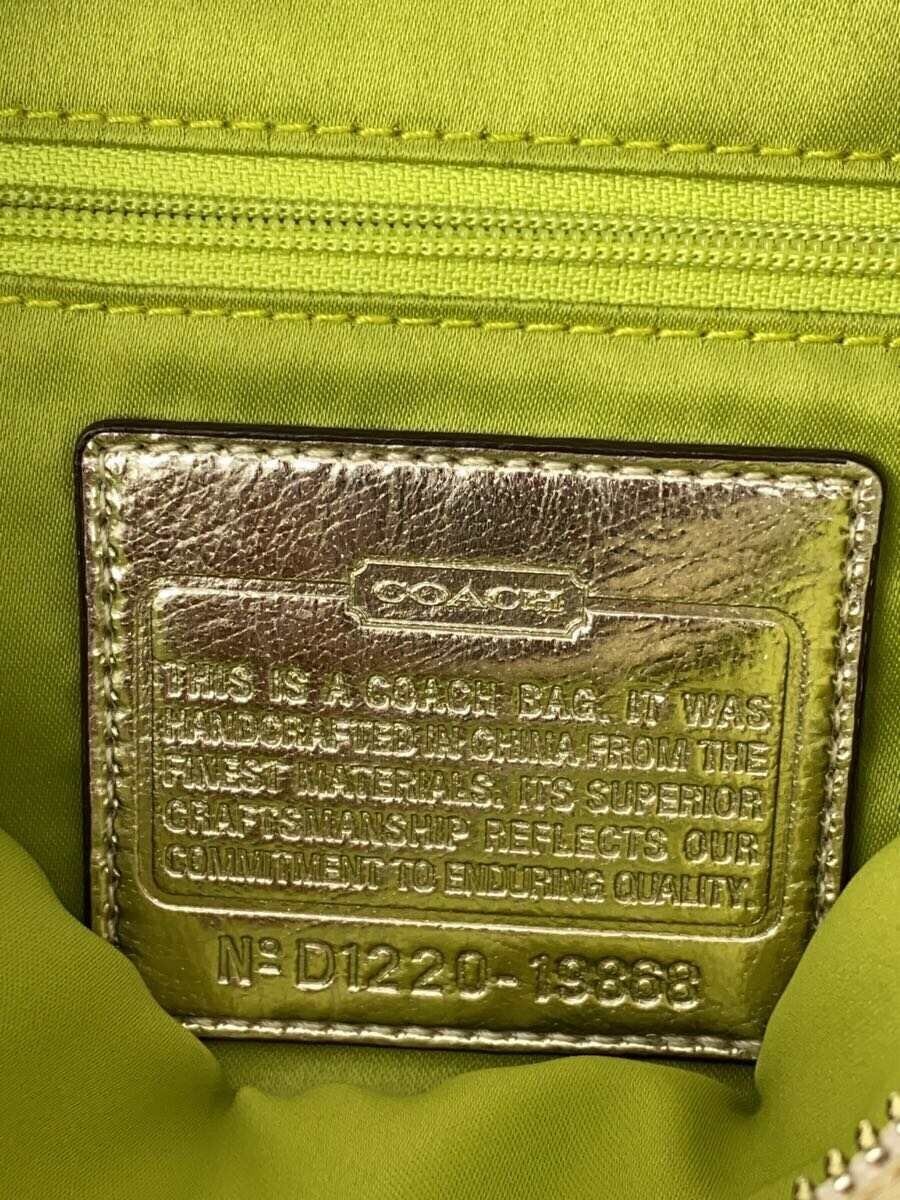 COACH
THIS IS A COACH BAG. IT WAS
HANDCRAFTED IN CHINA FROM THE
FINEST MATERIALS. ITS SUPERIOR
CRAFTSMANSHIP REFLECTS OUR
COMMITMENT TO ENDURING QUALITY.
Nº D1220-19868